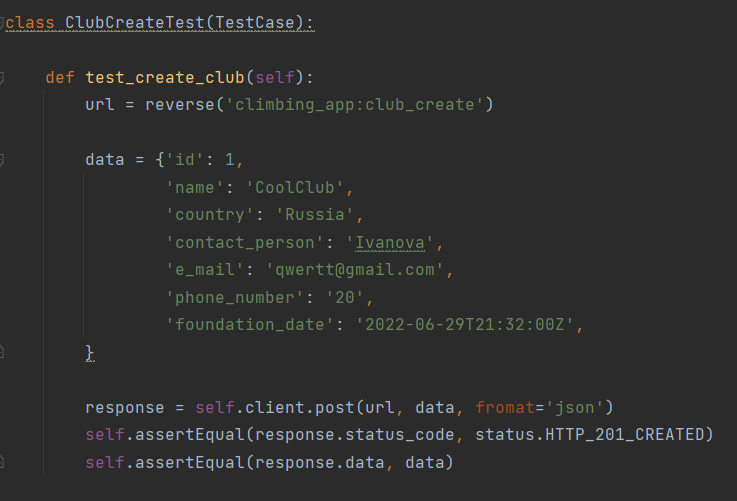 class ClubCreateTest(TestCase):
def test_create_club(self):
url = reverse('climbing_app:club_create')
data = {'id': 1,
'name': 'CoolClub',
'country': 'Russia',
'contact_person': 'Ivanova',
'e_mail': 'qwertt@gmail.com',
'phone_number': '20',
'foundation_date': '2022-06-29T21:32:00Z',
}
response = self.client.post(url, data, fromat='json')
self.assertEqual(response.status_code, status.HTTP_201_CREATED)
self.assertEqual(response.data, data)